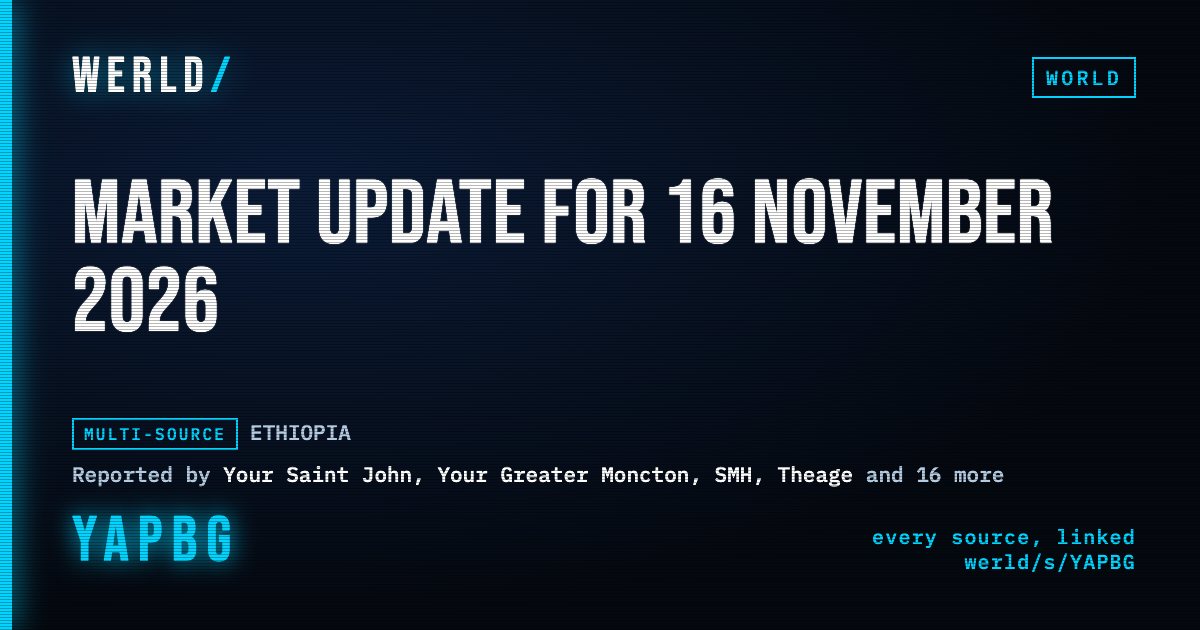 WERLD/
WORLD
MARKET UPDATE FOR 16 NOVEMBER
2026
MULTI-SOURCE ETHIOPIA
Reported by Your Saint John, Your Greater Moncton, SMH, Theage and 16 more
YAPBG
every source, linked
werld/s/YAPBG